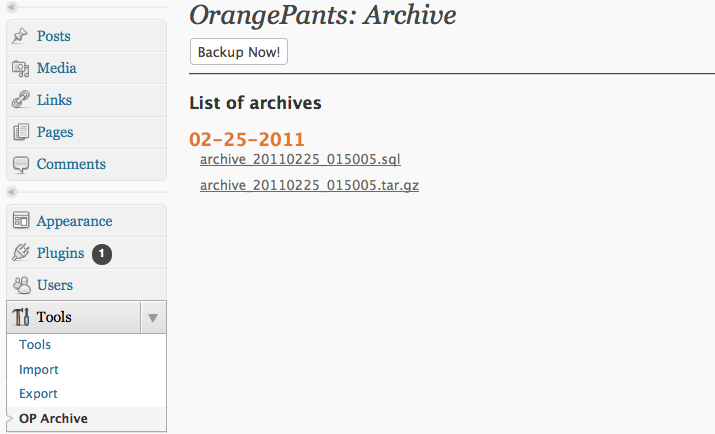 Posts
Media
Links
Pages
Comments
Appearance
Plugins 1
Users
Tools
Tools
Import
Export
OP Archive
OrangePants: Archive
Backup Now!
List of archives
02-25-2011
archive_20110225_015005.sql
archive_20110225_015005.tar.gz